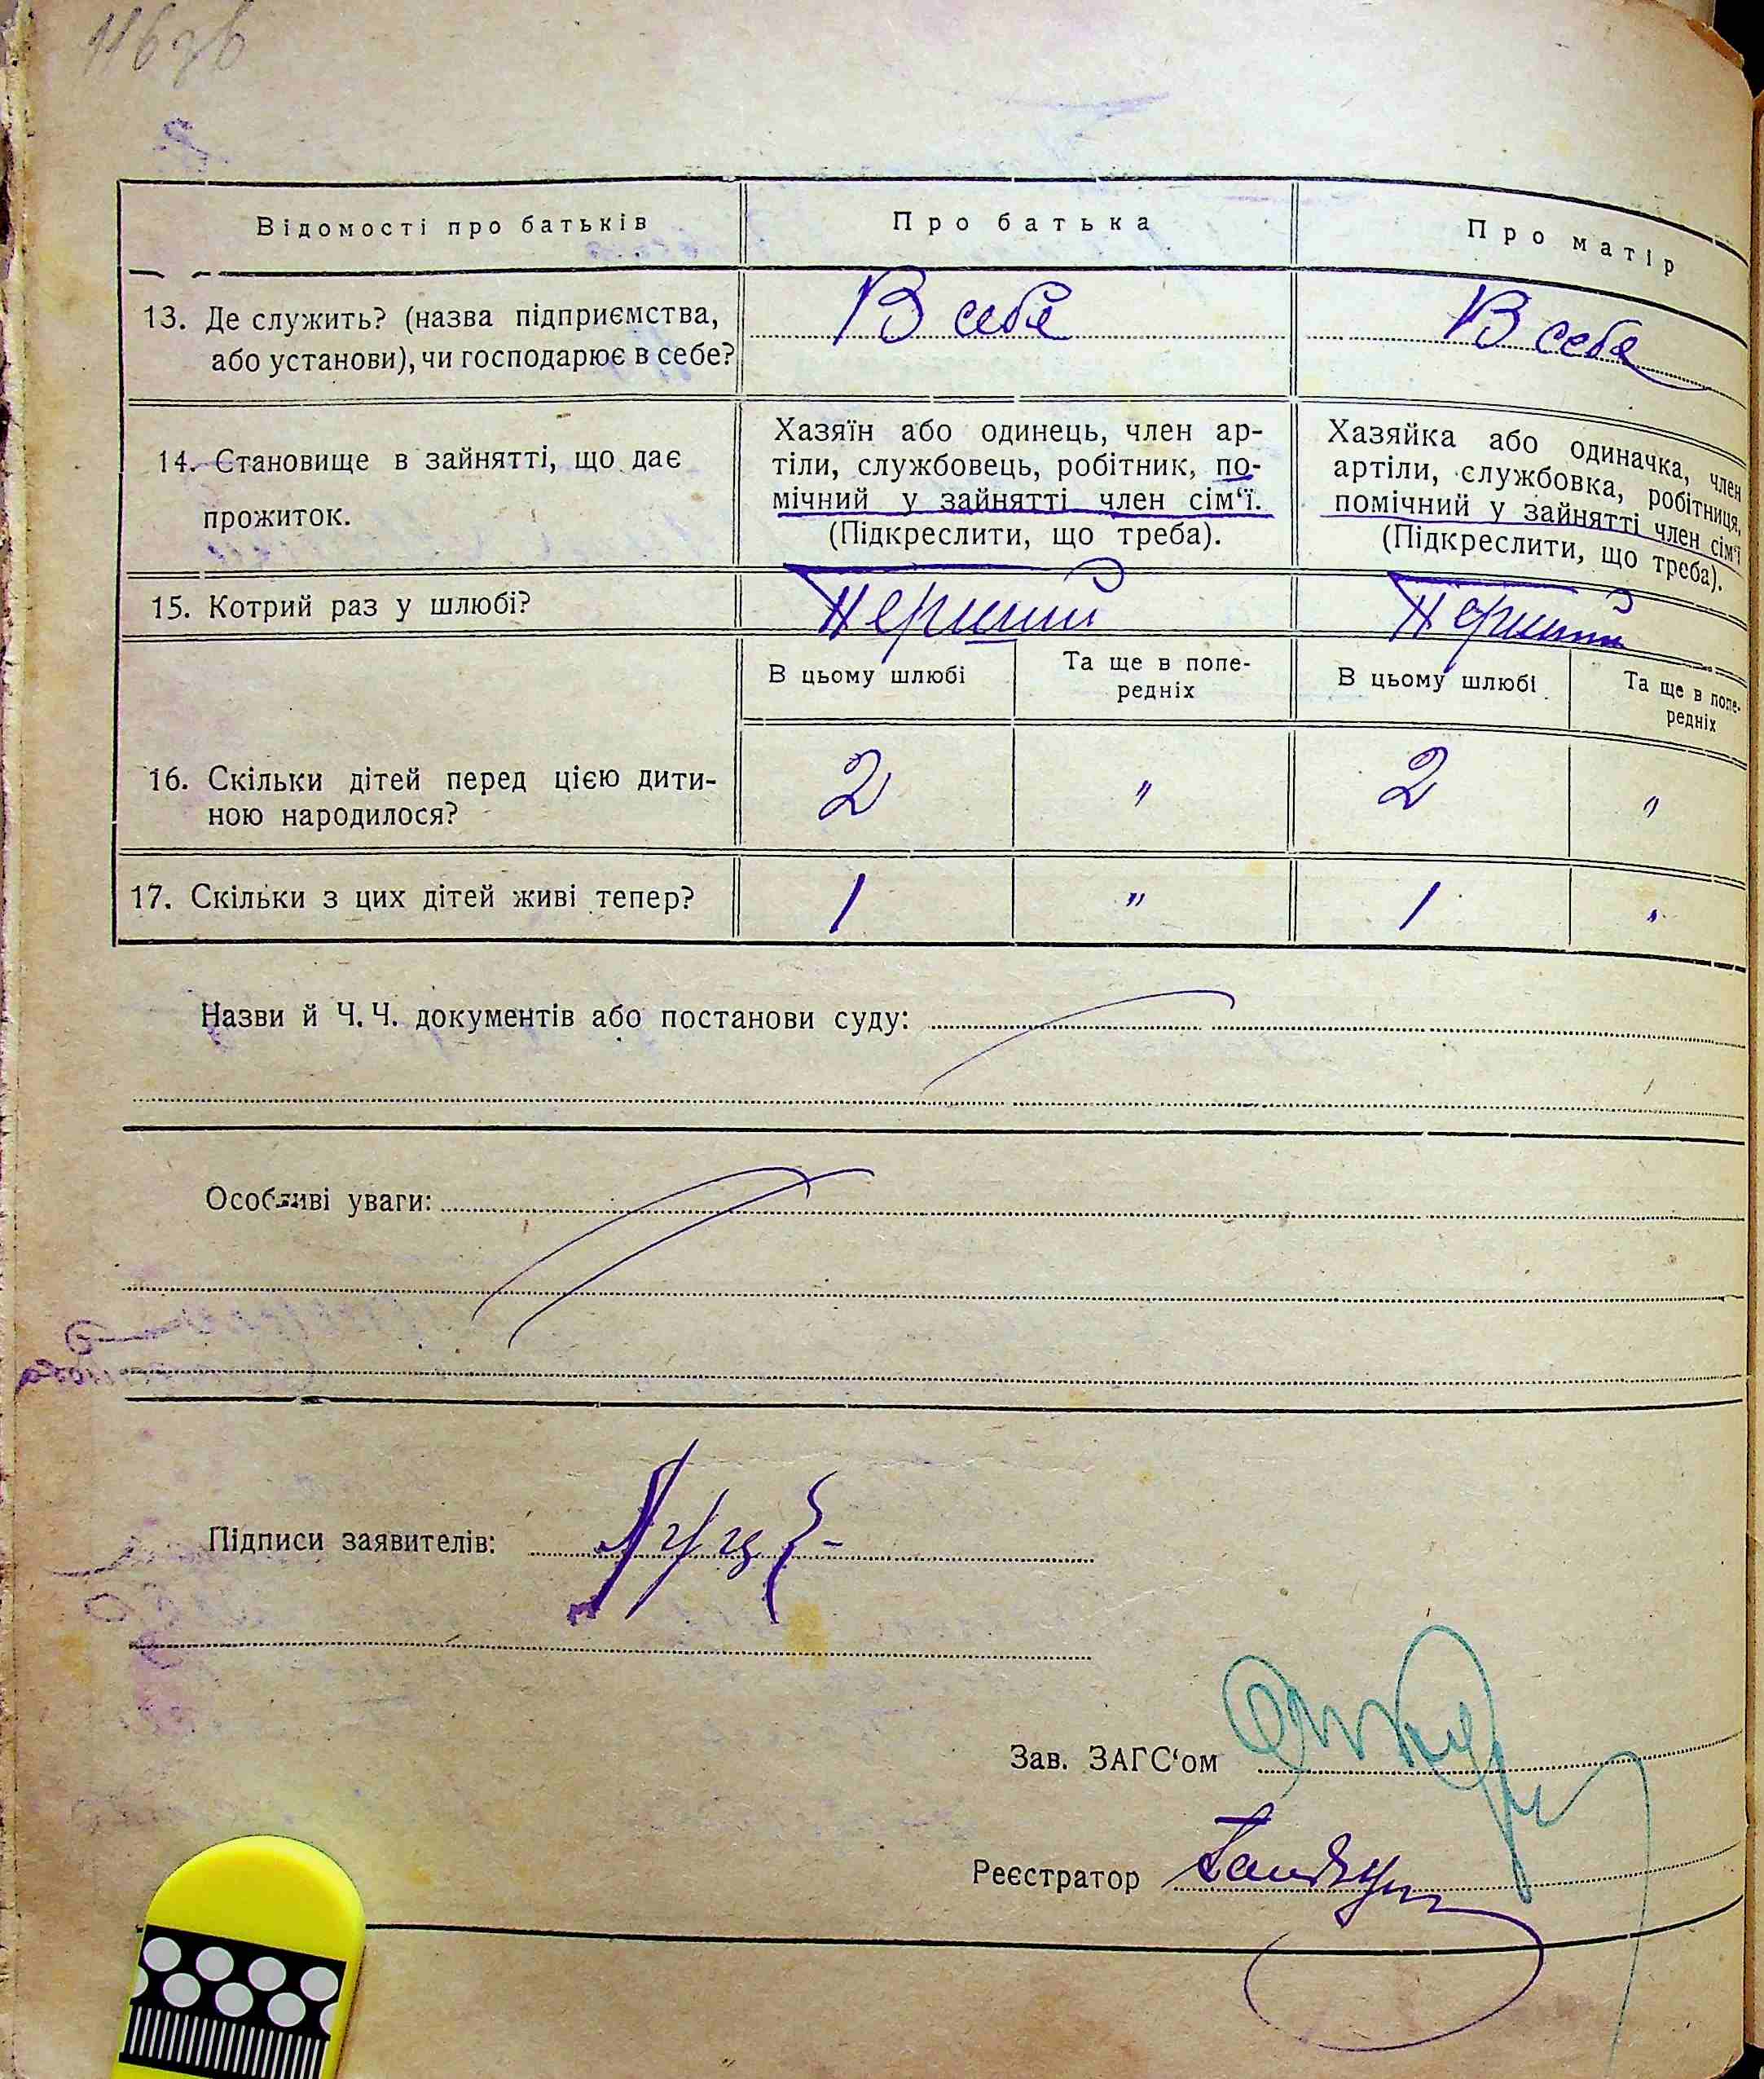 116 зв
Відомості про батьків
Про батька
Про матір
13. Де служить? (назва підприємства,
або установи), чи господарює в себе?
В себе
В себе
14. Становище в зайнятті, що дає
прожиток.
Хазяїн або одинець, член ар-
тіли, службовець, робітник, по-
мічний у зайнятті член сім‘ї.
(Підкреслити, що треба).
Хазяйка або одиначка, член
артіли, службовка, робітниця,
помічний у зайнятті член сім‘ї
(Підкреслити, що треба).
15. Котрий раз у шлюбі?
Перший
Перший
В цьому шлюбі
Та ще в попе-
редніх
В цьому шлюбі
Та ще в попе-
редніх
16. Скільки дітей перед цією дити-
ною народилося?
2
"
2
"
17. Скільки з цих дітей живі тепер?
1
"
1
"
Назви й Ч. Ч. документів або постанови суду:
Особливі уваги:
Підписи заявителів:
Зав. ЗАГС‘ом
Реєстратор